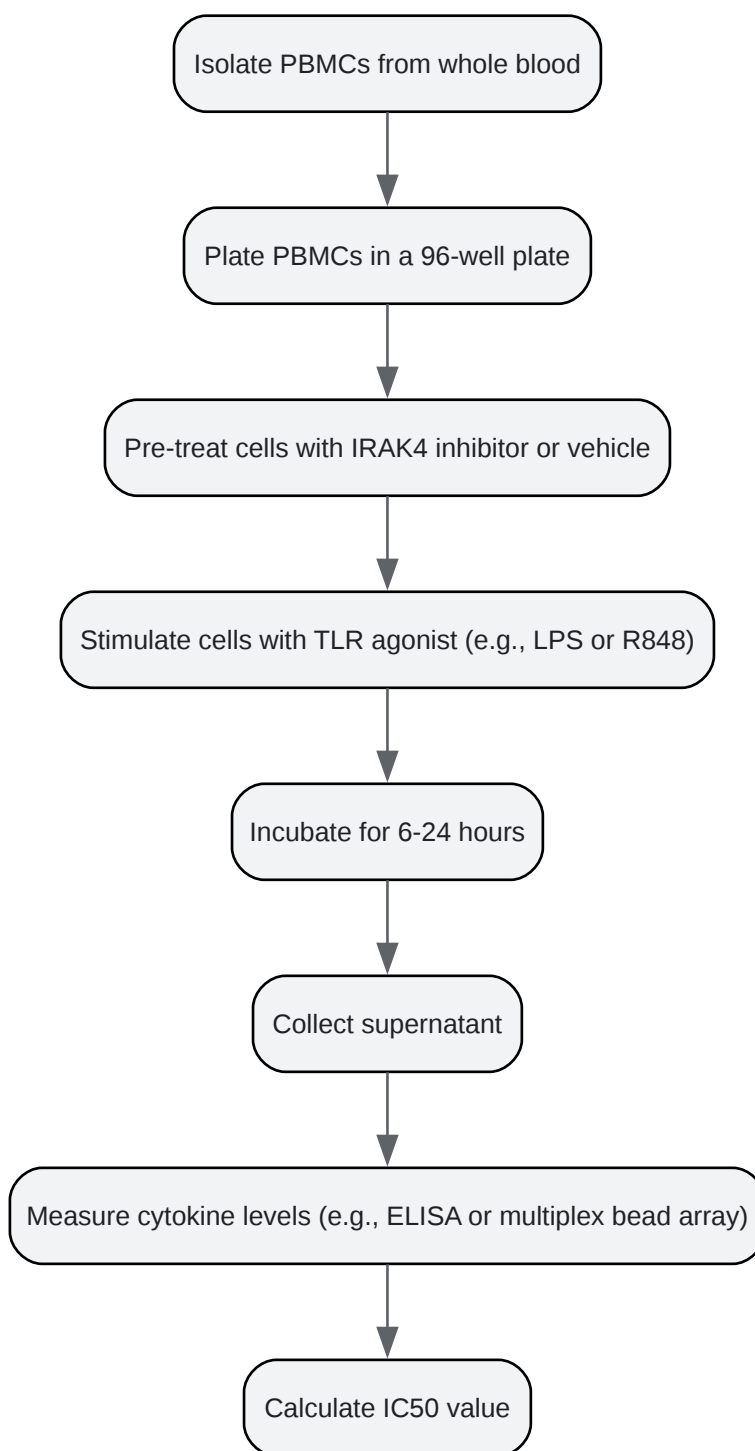 Isolate PBMCs from whole blood
Plate PBMCs in a 96-well plate
Pre-treat cells with IRAK4 inhibitor or vehicle
Stimulate cells with TLR agonist (e.g., LPS or R848)
Incubate for 6-24 hours
Collect supernatant
Measure cytokine levels (e.g., ELISA or multiplex bead array)
Calculate IC50 value